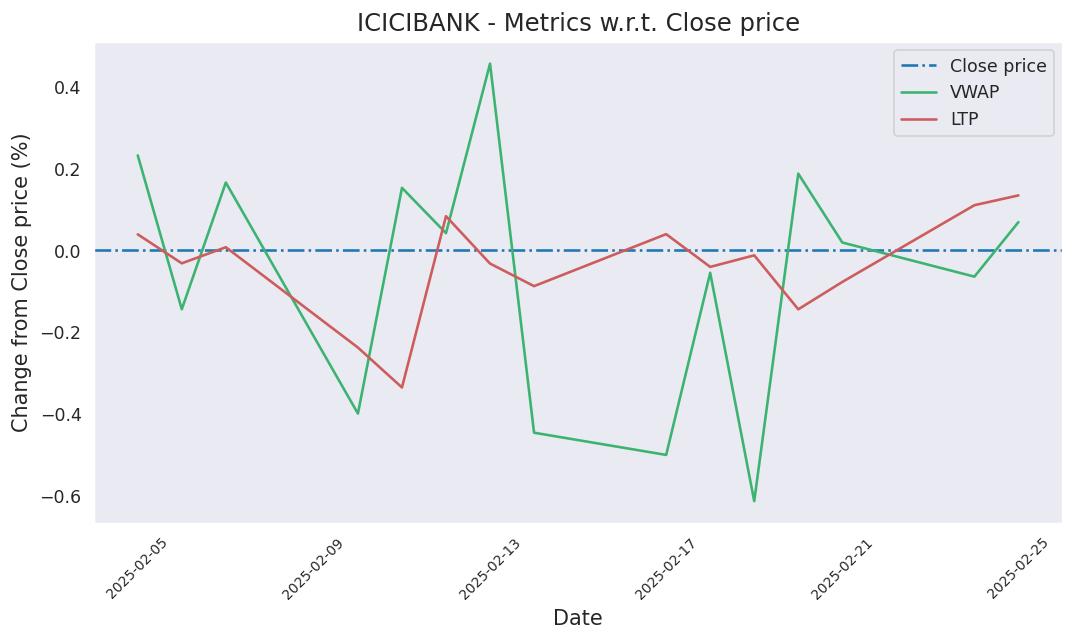 ICICIBANK - Metrics w.r.t. Close price
Close price
VWAP
LTP
Change from Close price (%)
0.4
0.2
0.0
−0.2
−0.4
−0.6
2025-02-05
2025-02-09
2025-02-13
2025-02-17
2025-02-21
2025-02-25
Date